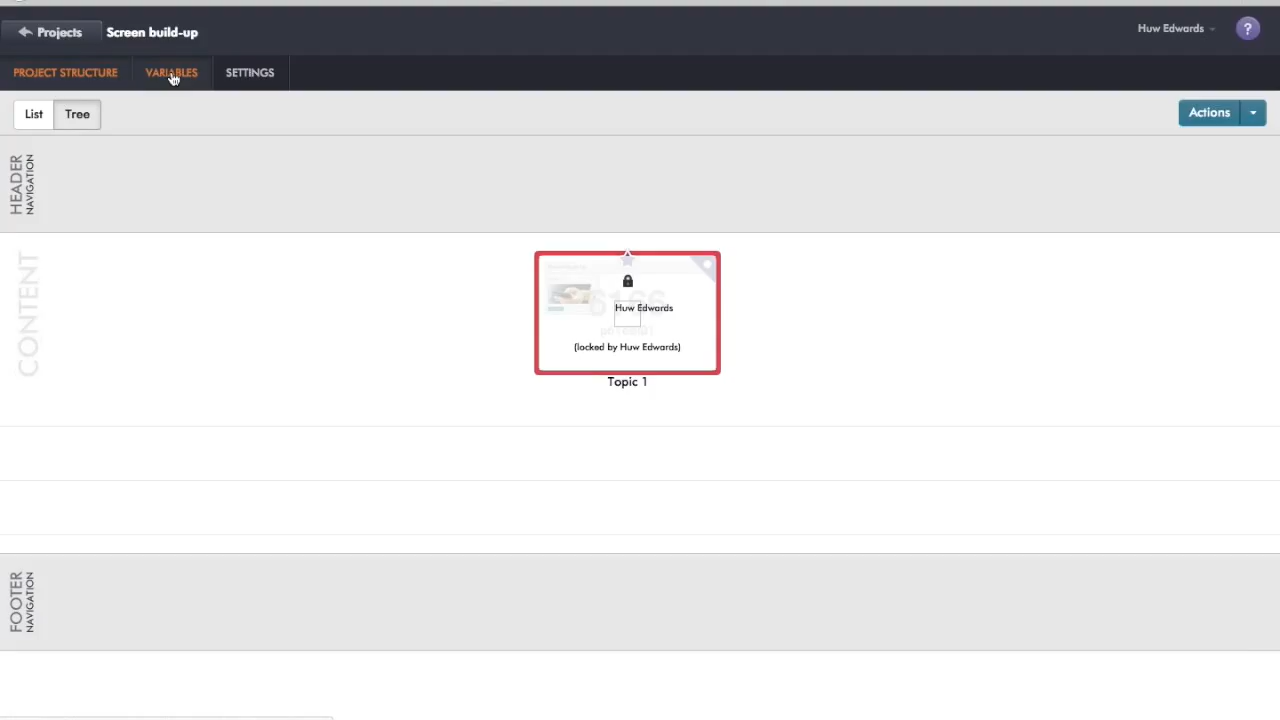 Projects
Screen build-up
Huw Edwards
?
PROJECT STRUCTURE
VARIABLES
SETTINGS
List
Tree
Actions
HEADER
NAVIGATION
CONTENT
Huw Edwards
(locked by Huw Edwards)
Topic 1
FOOTER
NAVIGATION